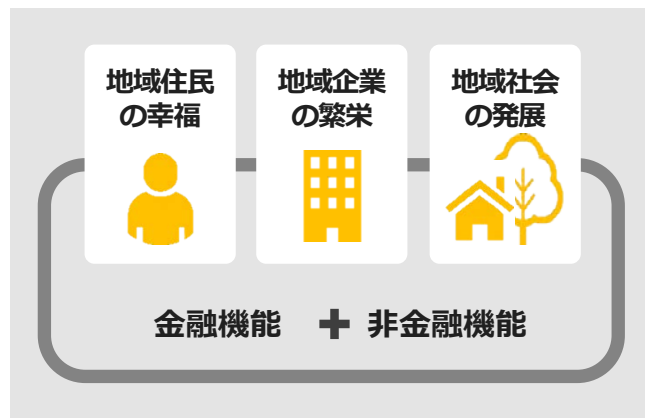 地域住民
の幸福
地域企業
の繁栄
地域社会
の発展
金融機能 + 非金融機能